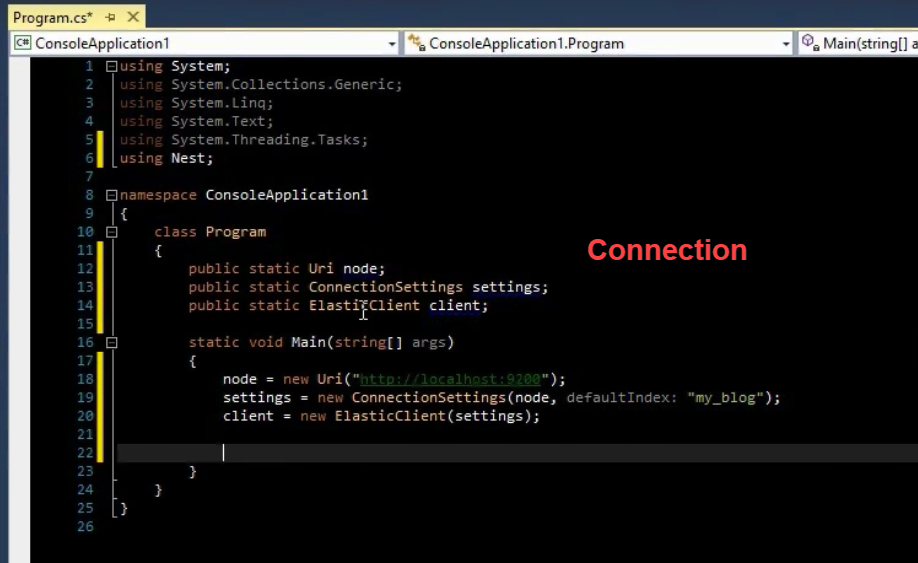 Program.cs*
C# ConsoleApplication1 ConsoleApplication1.Program Main(string[] a
1 using System;
2 using System.Collections.Generic;
3 using System.Linq;
4 using System.Text;
5 using System.Threading.Tasks;
6 using Nest;
7
8 namespace ConsoleApplication1
9 {
10 class Program
11 {
Connection
12 public static Uri node;
13 public static ConnectionSettings settings;
14 public static ElasticClient client;
15
16 static void Main(string[] args)
17 {
18 node = new Uri("http://localhost:9200");
19 settings = new ConnectionSettings(node, defaultIndex: "my_blog");
20 client = new ElasticClient(settings);
21
22
23 }
24 }
25 }
26